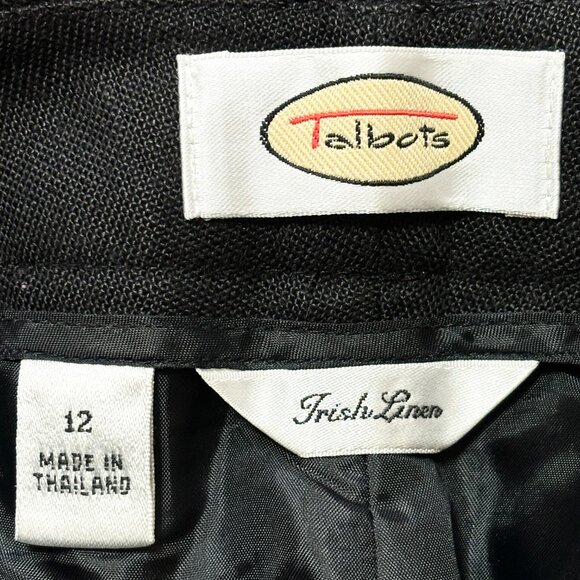 Talbots
12
MADE IN
THAILAND
Irish Linen